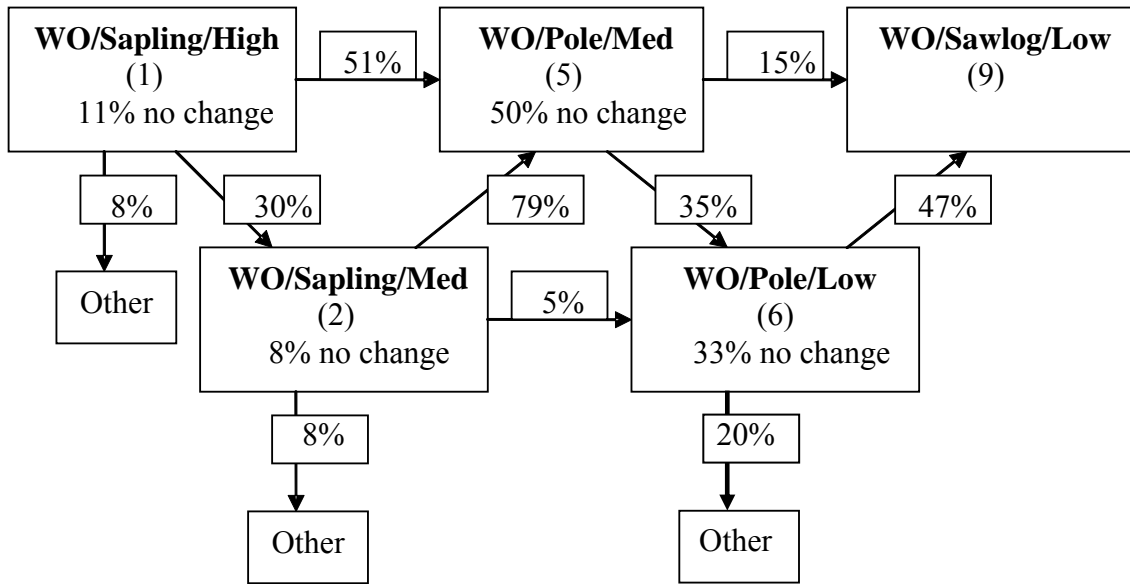 WO/Sapling/High
(1)
11% no change
51%
WO/Pole/Med
(5)
50% no change
15%
WO/Sawlog/Low
(9)
8%
30%
79%
35%
47%
Other
WO/Sapling/Med
(2)
8% no change
5%
WO/Pole/Low
(6)
33% no change
8%
20%
Other
Other